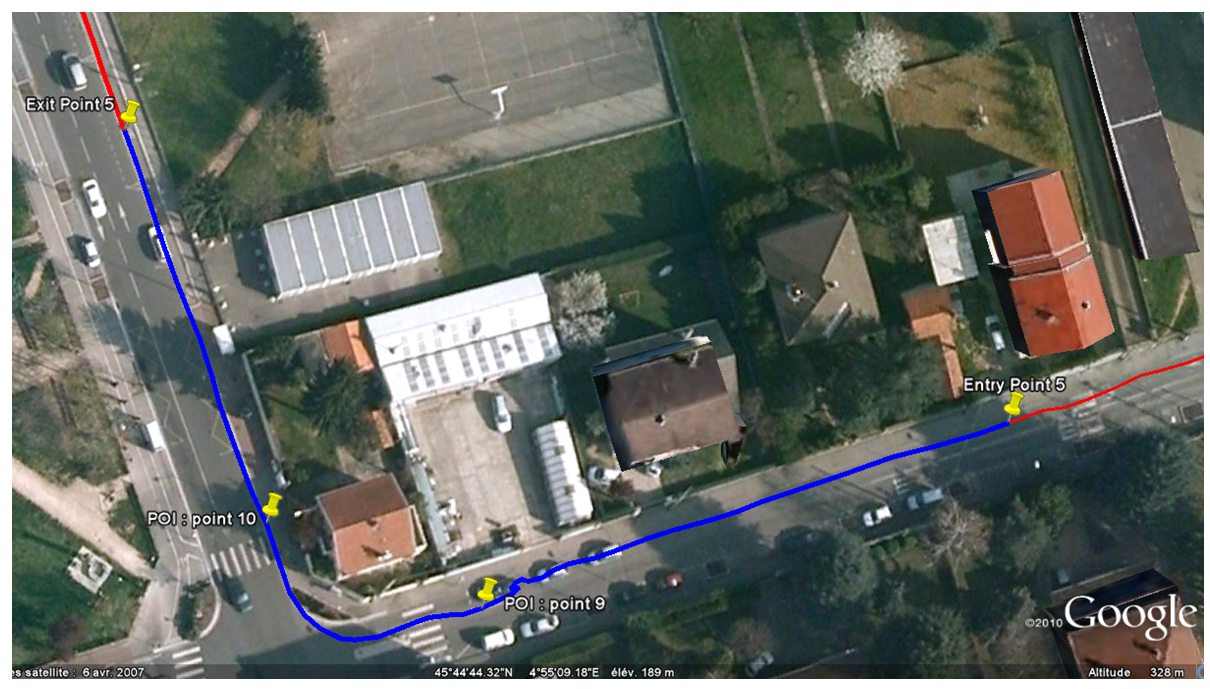 Exit Point 5
Entry Point 5
POI : point 10
POI : point 9
©2010 Google
es satellite : 6 avr. 2007 45°44'44.32"N 4°55'09.18"E élév. 189 m Altitude 328 m